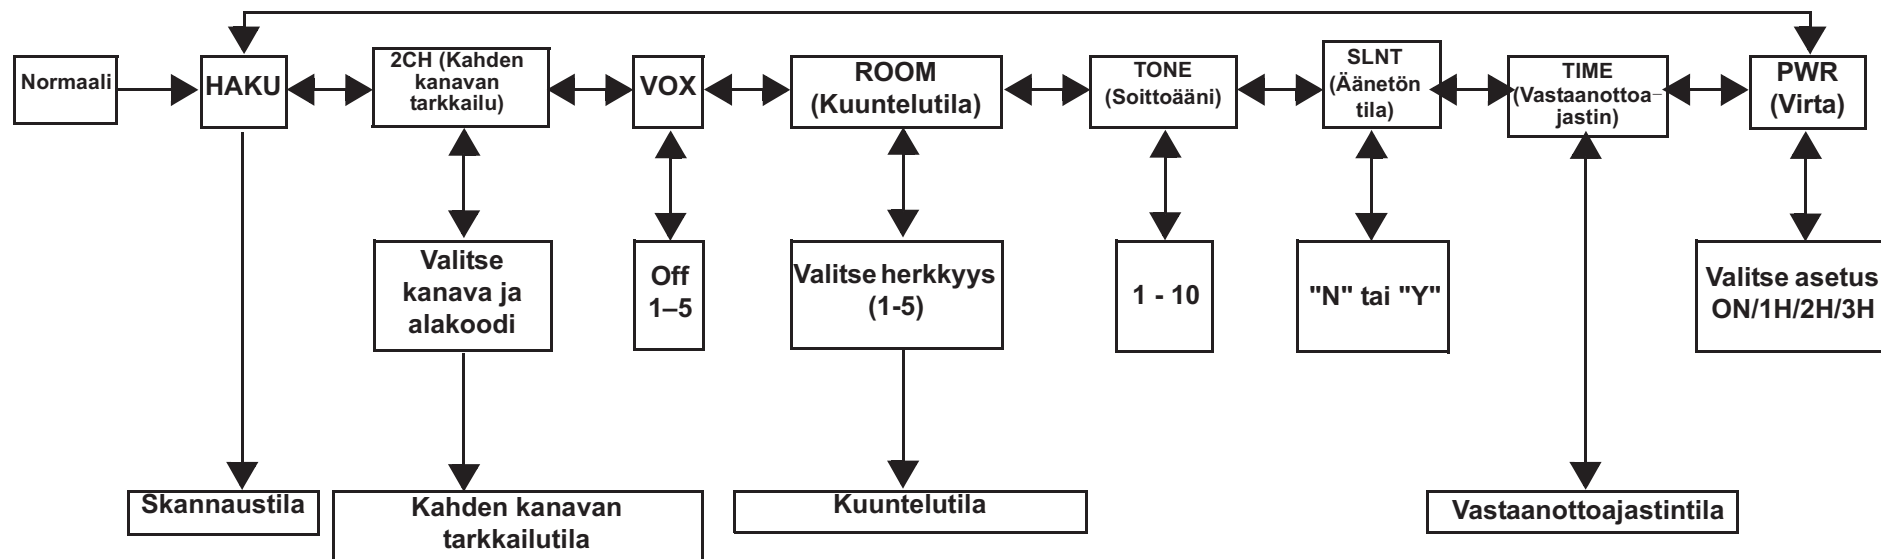 Normaali
HAKU
2CH (Kahden
kanavan
tarkkailu)
VOX
ROOM
(Kuuntelutila)
TONE
(Soittoääni)
SLNT
(Äänetön
tila)
TIME
(Vastaanottoa-
jastin)
PWR
(Virta)
Valitse
kanava ja
alakoodi
Off
1–5
Valitse herkkyys
(1-5)
1 - 10
"N" tai "Y"
Valitse asetus
ON/1H/2H/3H
Skannaustila
Kahden kanavan
tarkkailutila
Kuuntelutila
Vastaanottoajastintila